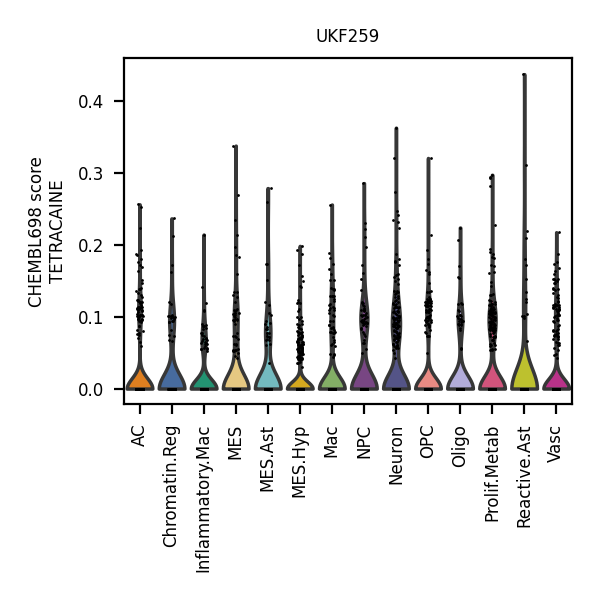 UKF259
CHEMBL698 score
TETRACAINE
0.4
0.3
0.2
0.1
0.0
AC
Chromatin.Reg
Inflammatory.Mac
MES
MES.Ast
MES.Hyp
Mac
NPC
Neuron
OPC
Oligo
Prolif.Metab
Reactive.Ast
Vasc